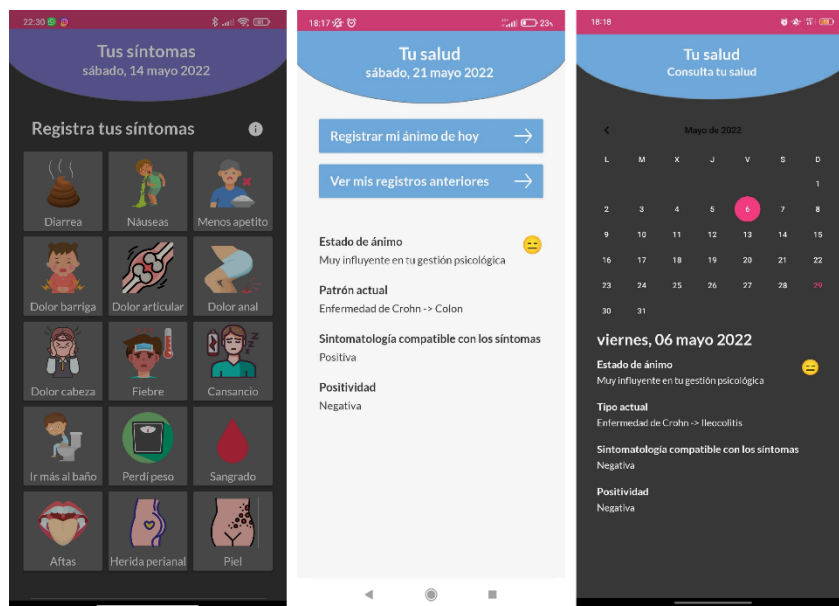 22:30
Tus síntomas
sábado, 14 mayo 2022
Registra tus síntomas
Diarrea
Náuseas
Menos apetito
Dolor barriga
Dolor articular
Dolor anal
Dolor cabeza
Fiebre
Cansancio
Ir más al baño
Perdí peso
Sangrado
Aftas
Herida perianal
Piel
18:17
Tu salud
sábado, 21 mayo 2022
Registrar mi ánimo de hoy
Ver mis registros anteriores
Estado de ánimo
Muy influyente en tu gestión psicológica
Patrón actual
Enfermedad de Crohn -> Colon
Sintomatología compatible con los síntomas
Positiva
Positividad
Negativa
18:18
Tu salud
Consulta tu salud
Mayo de 2022
L M X J V S D
1
2 3 4 5 6 7 8
9 10 11 12 13 14 15
16 17 18 19 20 21 22
23 24 25 26 27 28 29
30 31
viernes, 06 mayo 2022
Estado de ánimo
Muy influyente en tu gestión psicológica
Tipo actual
Enfermedad de Crohn -> Ileocolitis
Sintomatología compatible con los síntomas
Negativa
Positividad
Negativa